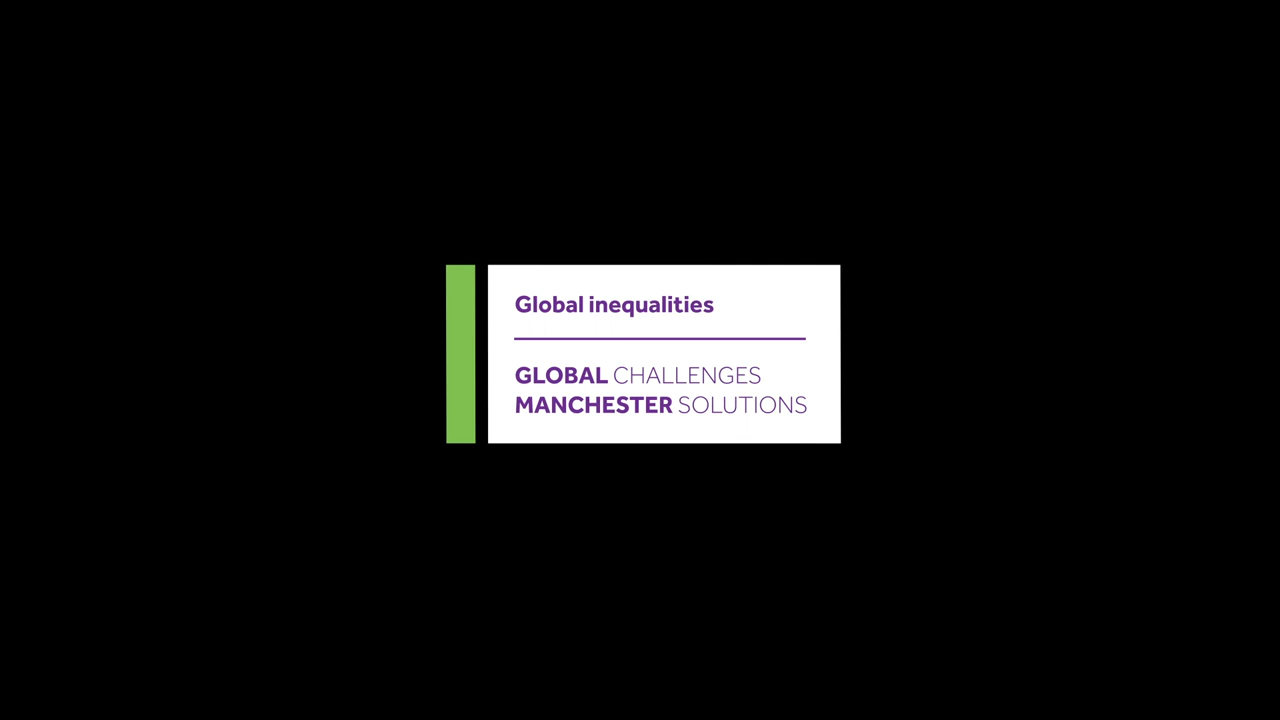 Global inequalities
GLOBAL CHALLENGES
MANCHESTER SOLUTIONS